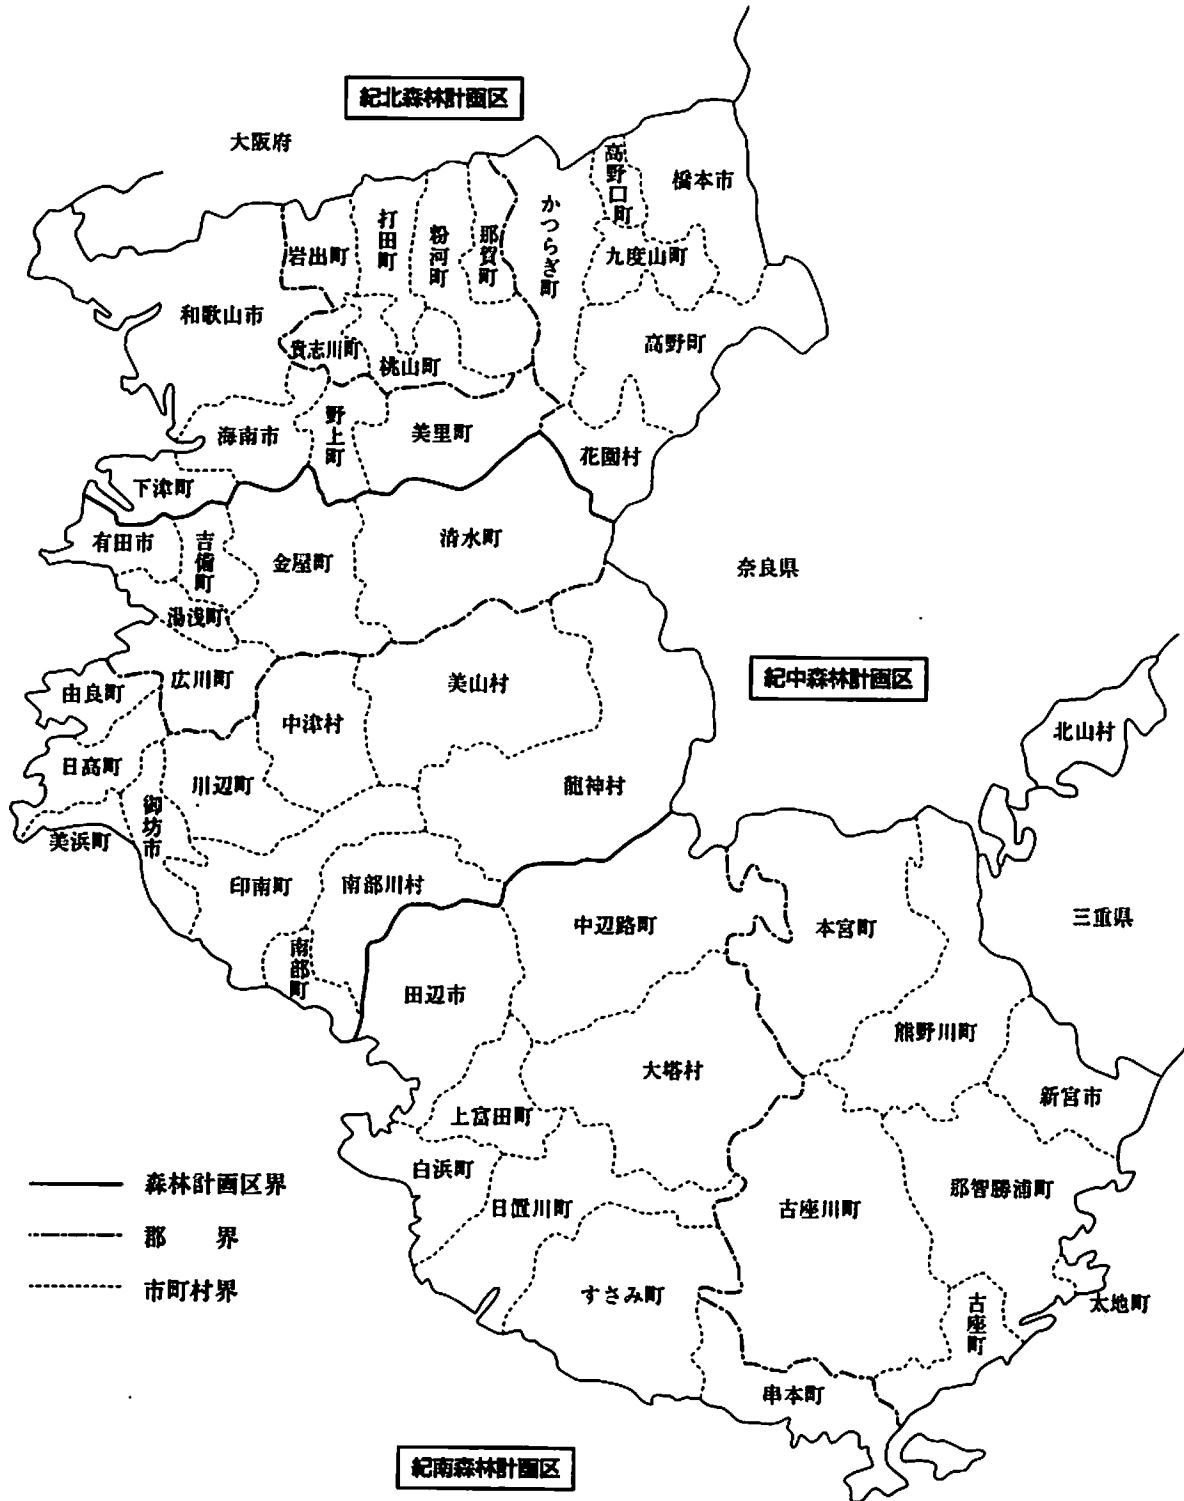 紀北森林計画区
大阪府
高野口町
橋本市
かつらぎ町
打田町
粉河町
那賀町
岩出町
九度山町
和歌山市
高野町
貴志川町
桃山町
野上町
美里町
海南市
花園村
下津町
有田市
吉備町
金屋町
清水町
奈良県
湯浅町
紀中森林計画区
広川町
由良町
美山村
中津村
北山村
日高町
川辺町
龍神村
御坊市
美浜町
印南町
南部川村
中辺路町
本宮町
三重県
南部町
田辺市
熊野川町
大塔村
新宮市
上富田町
白浜町
森林計画区界
那智勝浦町
日置川町
古座川町
郡 界
市町村界
すさみ町
太地町
古座町
串本町
紀南森林計画区